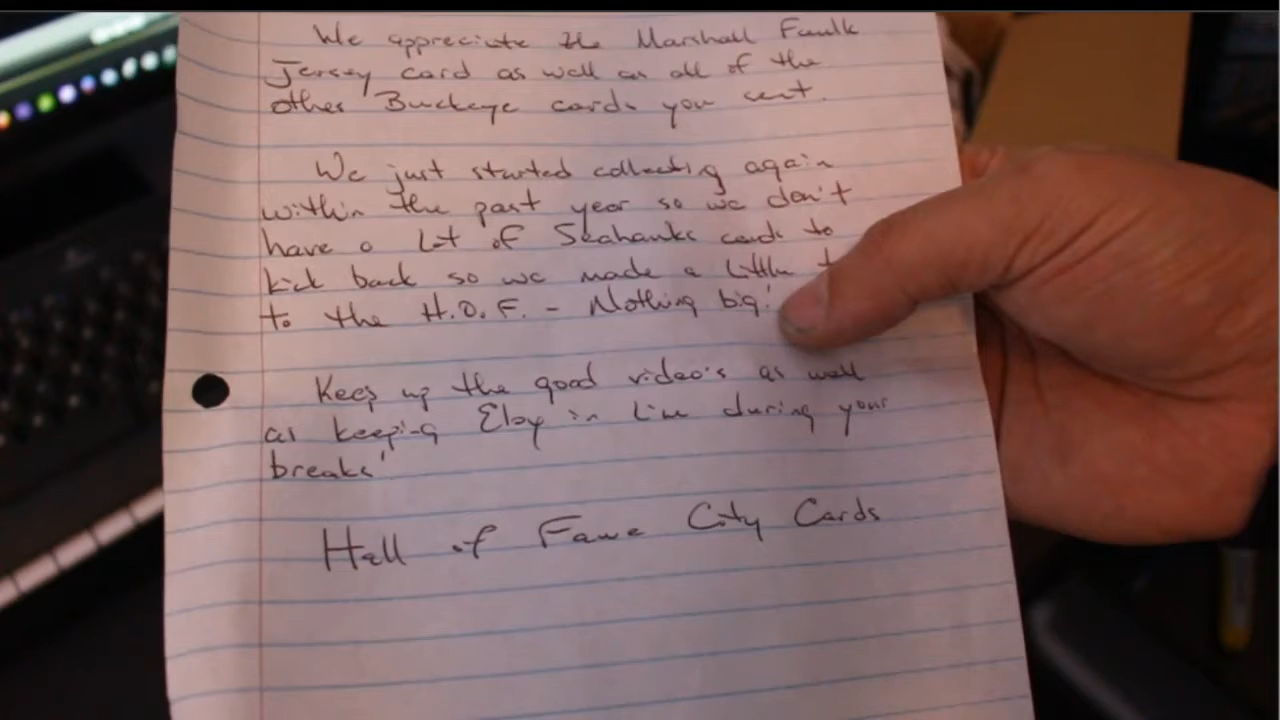 We appreciate the Marshall Faulk
Jersey card as well as all of the
other Buckeye cards you sent.
We just started collecting again
within the past year so we don't
have a Lot of Seahawks cards to
kick back so we made a little
to the H.O.F. - Nothing big!
Keep up the good video's as well
as keeping Eloy in line during your
breaks!
Hall of Fame City Cards